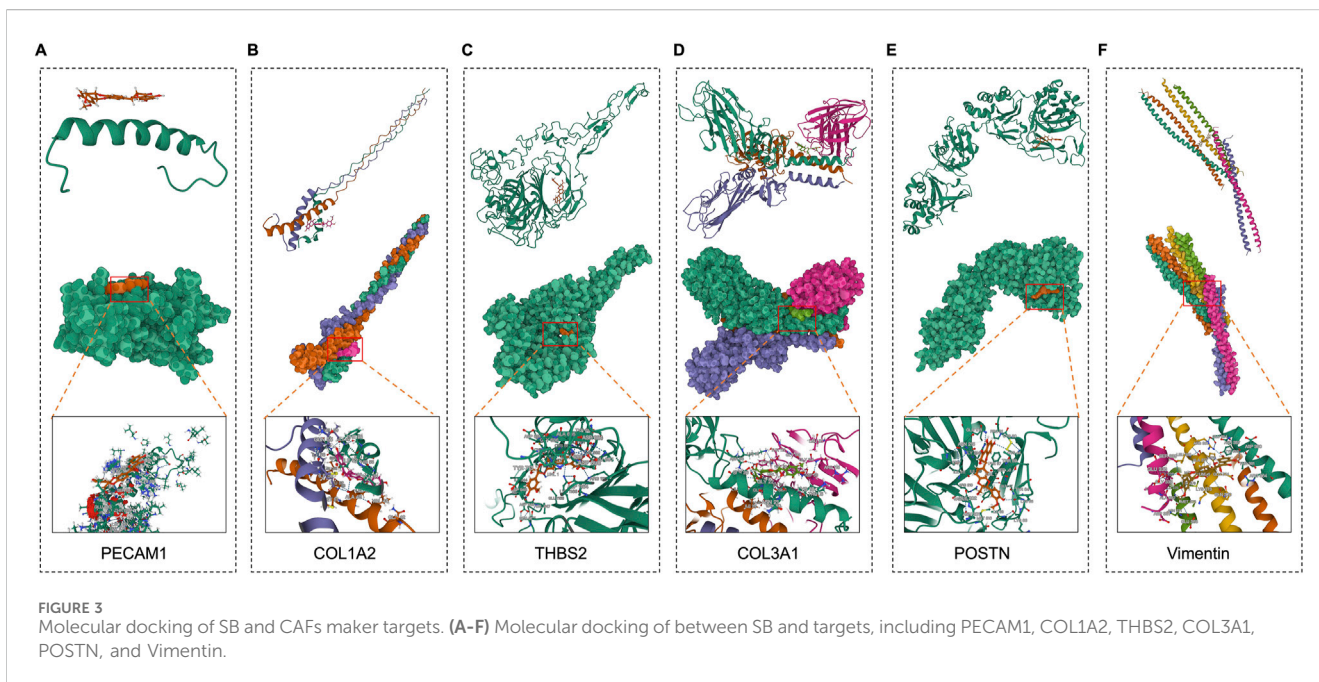 A B C D E F
PECAM1 COL1A2 THBS2 COL3A1 POSTN Vimentin
FIGURE 3
Molecular docking of SB and CAFs maker targets. (A-F) Molecular docking of between SB and targets, including PECAM1, COL1A2, THBS2, COL3A1,
POSTN, and Vimentin.